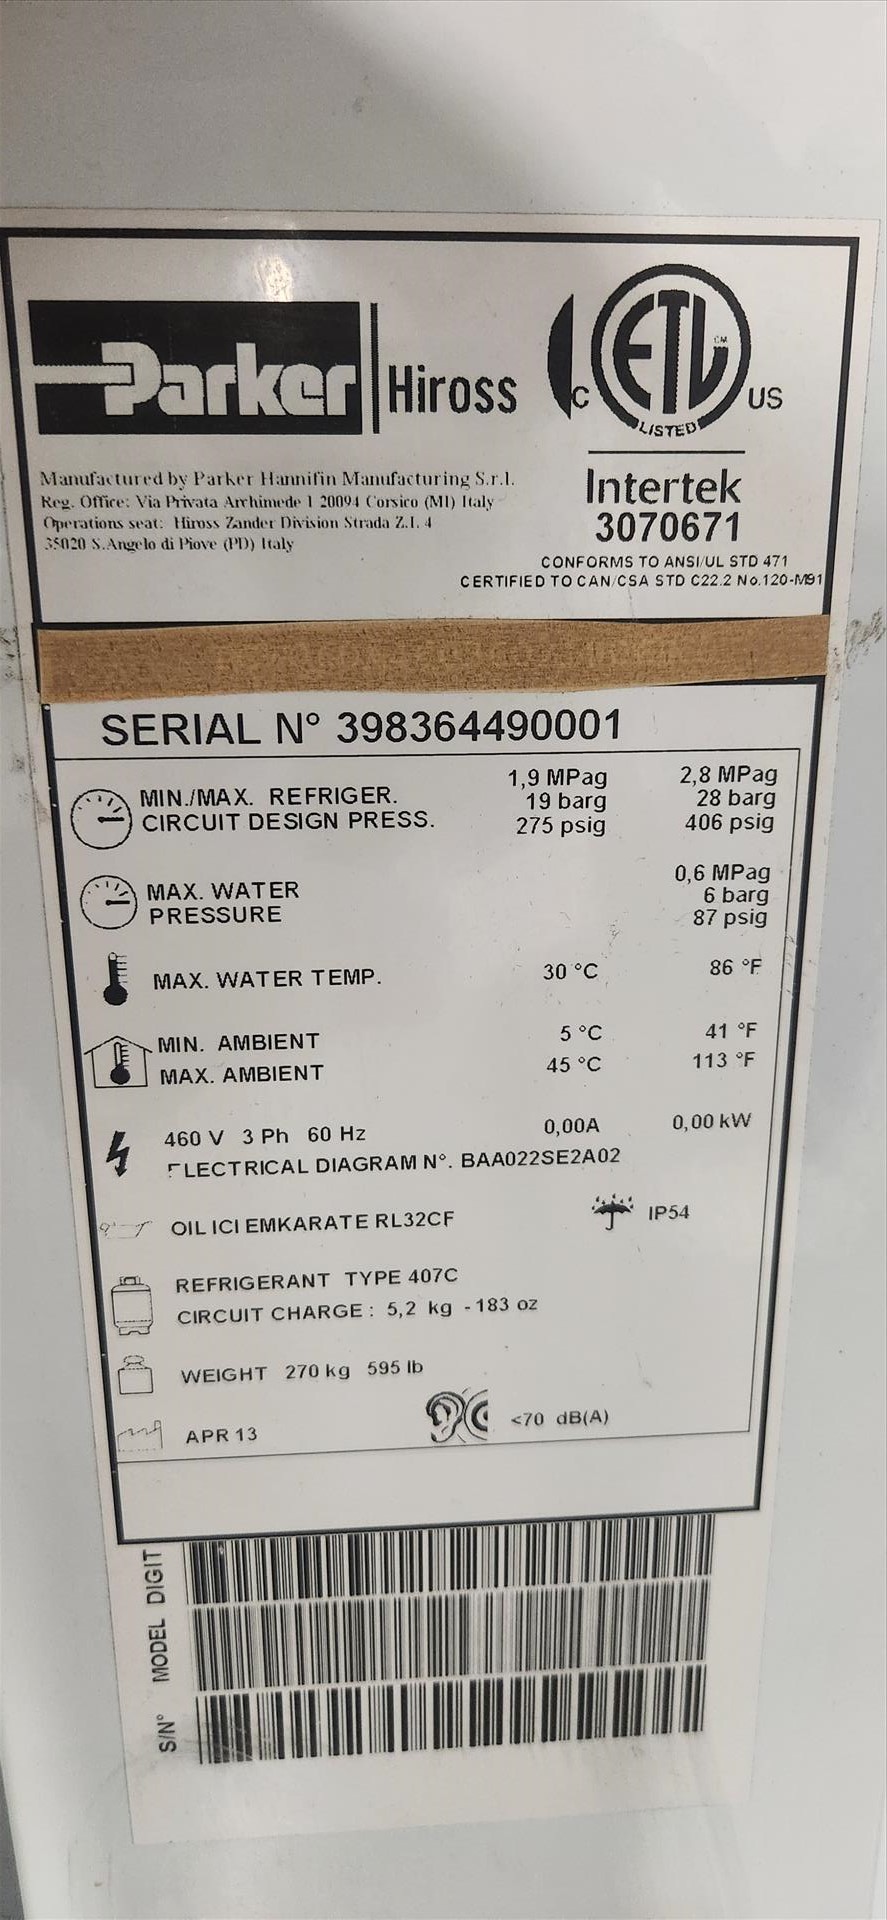 Parker Hiross
C ETL CM US
LISTED
Intertek
3070671
CONFORMS TO ANSI/UL STD 471
CERTIFIED TO CAN/CSA STD C22.2 No.120-M91
Manufactured by Parker Hannifin Manufacturing S.r.l.
Reg. Office: Via Privata Archimede 1 20094 Corsico (MI) Italy
Operations seat: Hiross Zander Division Strada Z.I. 4
35020 S.Angelo di Piove (PD) Italy
SERIAL N° 398364490001
MIN./MAX. REFRIGER.
CIRCUIT DESIGN PRESS.
1,9 MPag 2,8 MPag
19 barg 28 barg
275 psig 406 psig
MAX. WATER
PRESSURE
0,6 MPag
6 barg
87 psig
MAX. WATER TEMP. 30 °C 86 °F
MIN. AMBIENT 5 °C 41 °F
MAX. AMBIENT 45 °C 113 °F
460 V 3 Ph 60 Hz 0,00A 0,00 kW
ELECTRICAL DIAGRAM N°. BAA022SE2A02
OIL ICI EMKARATE RL32CF IP54
REFRIGERANT TYPE 407C
CIRCUIT CHARGE : 5,2 kg - 183 oz
WEIGHT 270 kg 595 lb
APR 13 <70 dB(A)
S/N° MODEL DIGIT